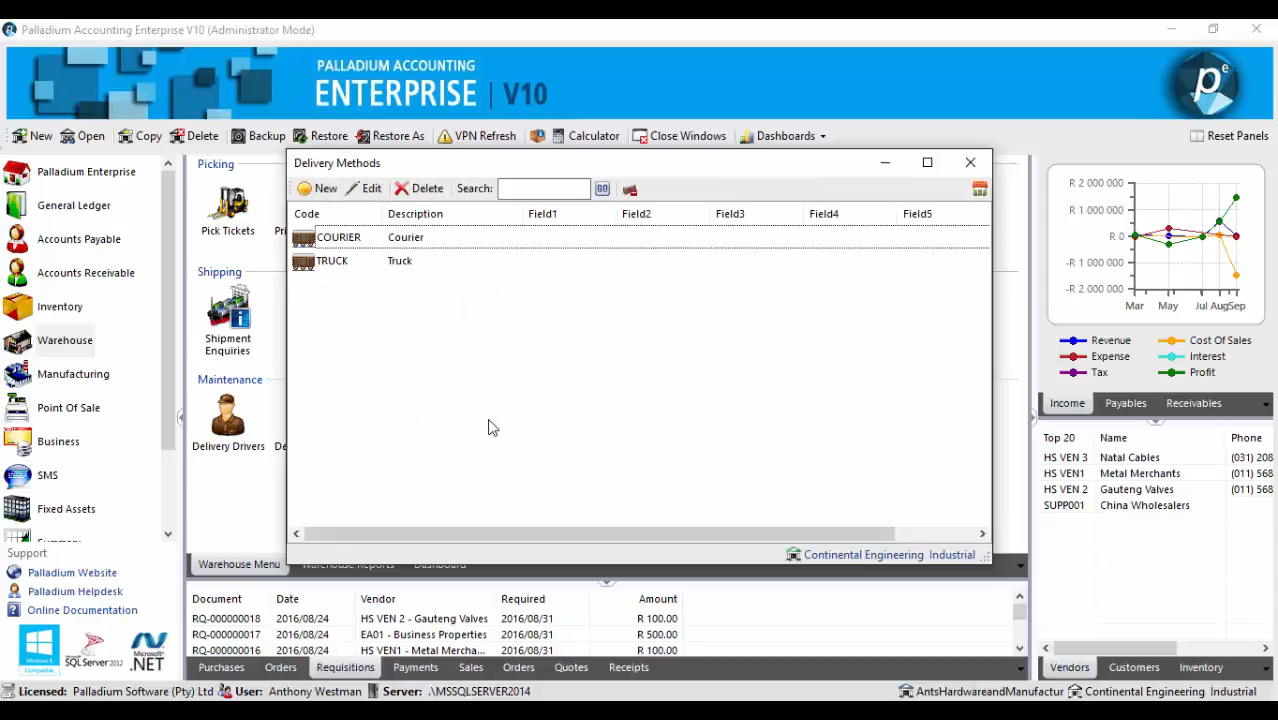 Palladium Accounting Enterprise V10 (Administrator Mode)
PALLADIUM ACCOUNTING
ENTERPRISE | V10
pe
New Open Copy Delete Backup Restore Restore As VPN Refresh Calculator Close Windows Dashboards Reset Panels
Palladium Enterprise
General Ledger
Accounts Payable
Accounts Receivable
Inventory
Warehouse
Manufacturing
Point Of Sale
Business
SMS
Fixed Assets
Summary
Support
Palladium Website
Palladium Helpdesk
Online Documentation
Windows 8
Compatible
Microsoft
SQL Server 2012
Microsoft
.NET
Picking
Pick Tickets
Shipping
Shipment
Enquiries
Maintenance
Delivery Drivers
Delivery Methods
New Edit Delete Search:
Code Description Field1 Field2 Field3 Field4 Field5
COURIER Courier
TRUCK Truck
Continental Engineering Industrial
Warehouse Menu Warehouse Reports Dashboard
Document Date Vendor Required Amount
RQ-000000018 2016/08/24 HS VEN 2 - Gauteng Valves 2016/08/31 R 100.00
RQ-000000017 2016/08/24 EA01 - Business Properties 2016/08/31 R 500.00
RQ-000000016 2016/08/24 HS VEN1 - Metal Mercha... 2016/08/31 R 100.00
Purchases Orders Requisitions Payments Sales Orders Quotes Receipts
R 2 000 000
R 1 000 000
R 0
-R 1 000 000
-R 2 000 000
Mar May Jul Aug Sep
Revenue Cost Of Sales
Expense Interest
Tax Profit
Income Payables Receivables
Top 20 Name Phone
HS VEN 3 Natal Cables (031) 208
HS VEN1 Metal Merchants (011) 568
HS VEN 2 Gauteng Valves (011) 568
SUPP001 China Wholesalers
Vendors Customers Inventory
Licensed: Palladium Software (Pty) Ltd User: Anthony Westman Server: .\MSSQLSERVER2014 AntsHardwareandManufactur Continental Engineering Industrial